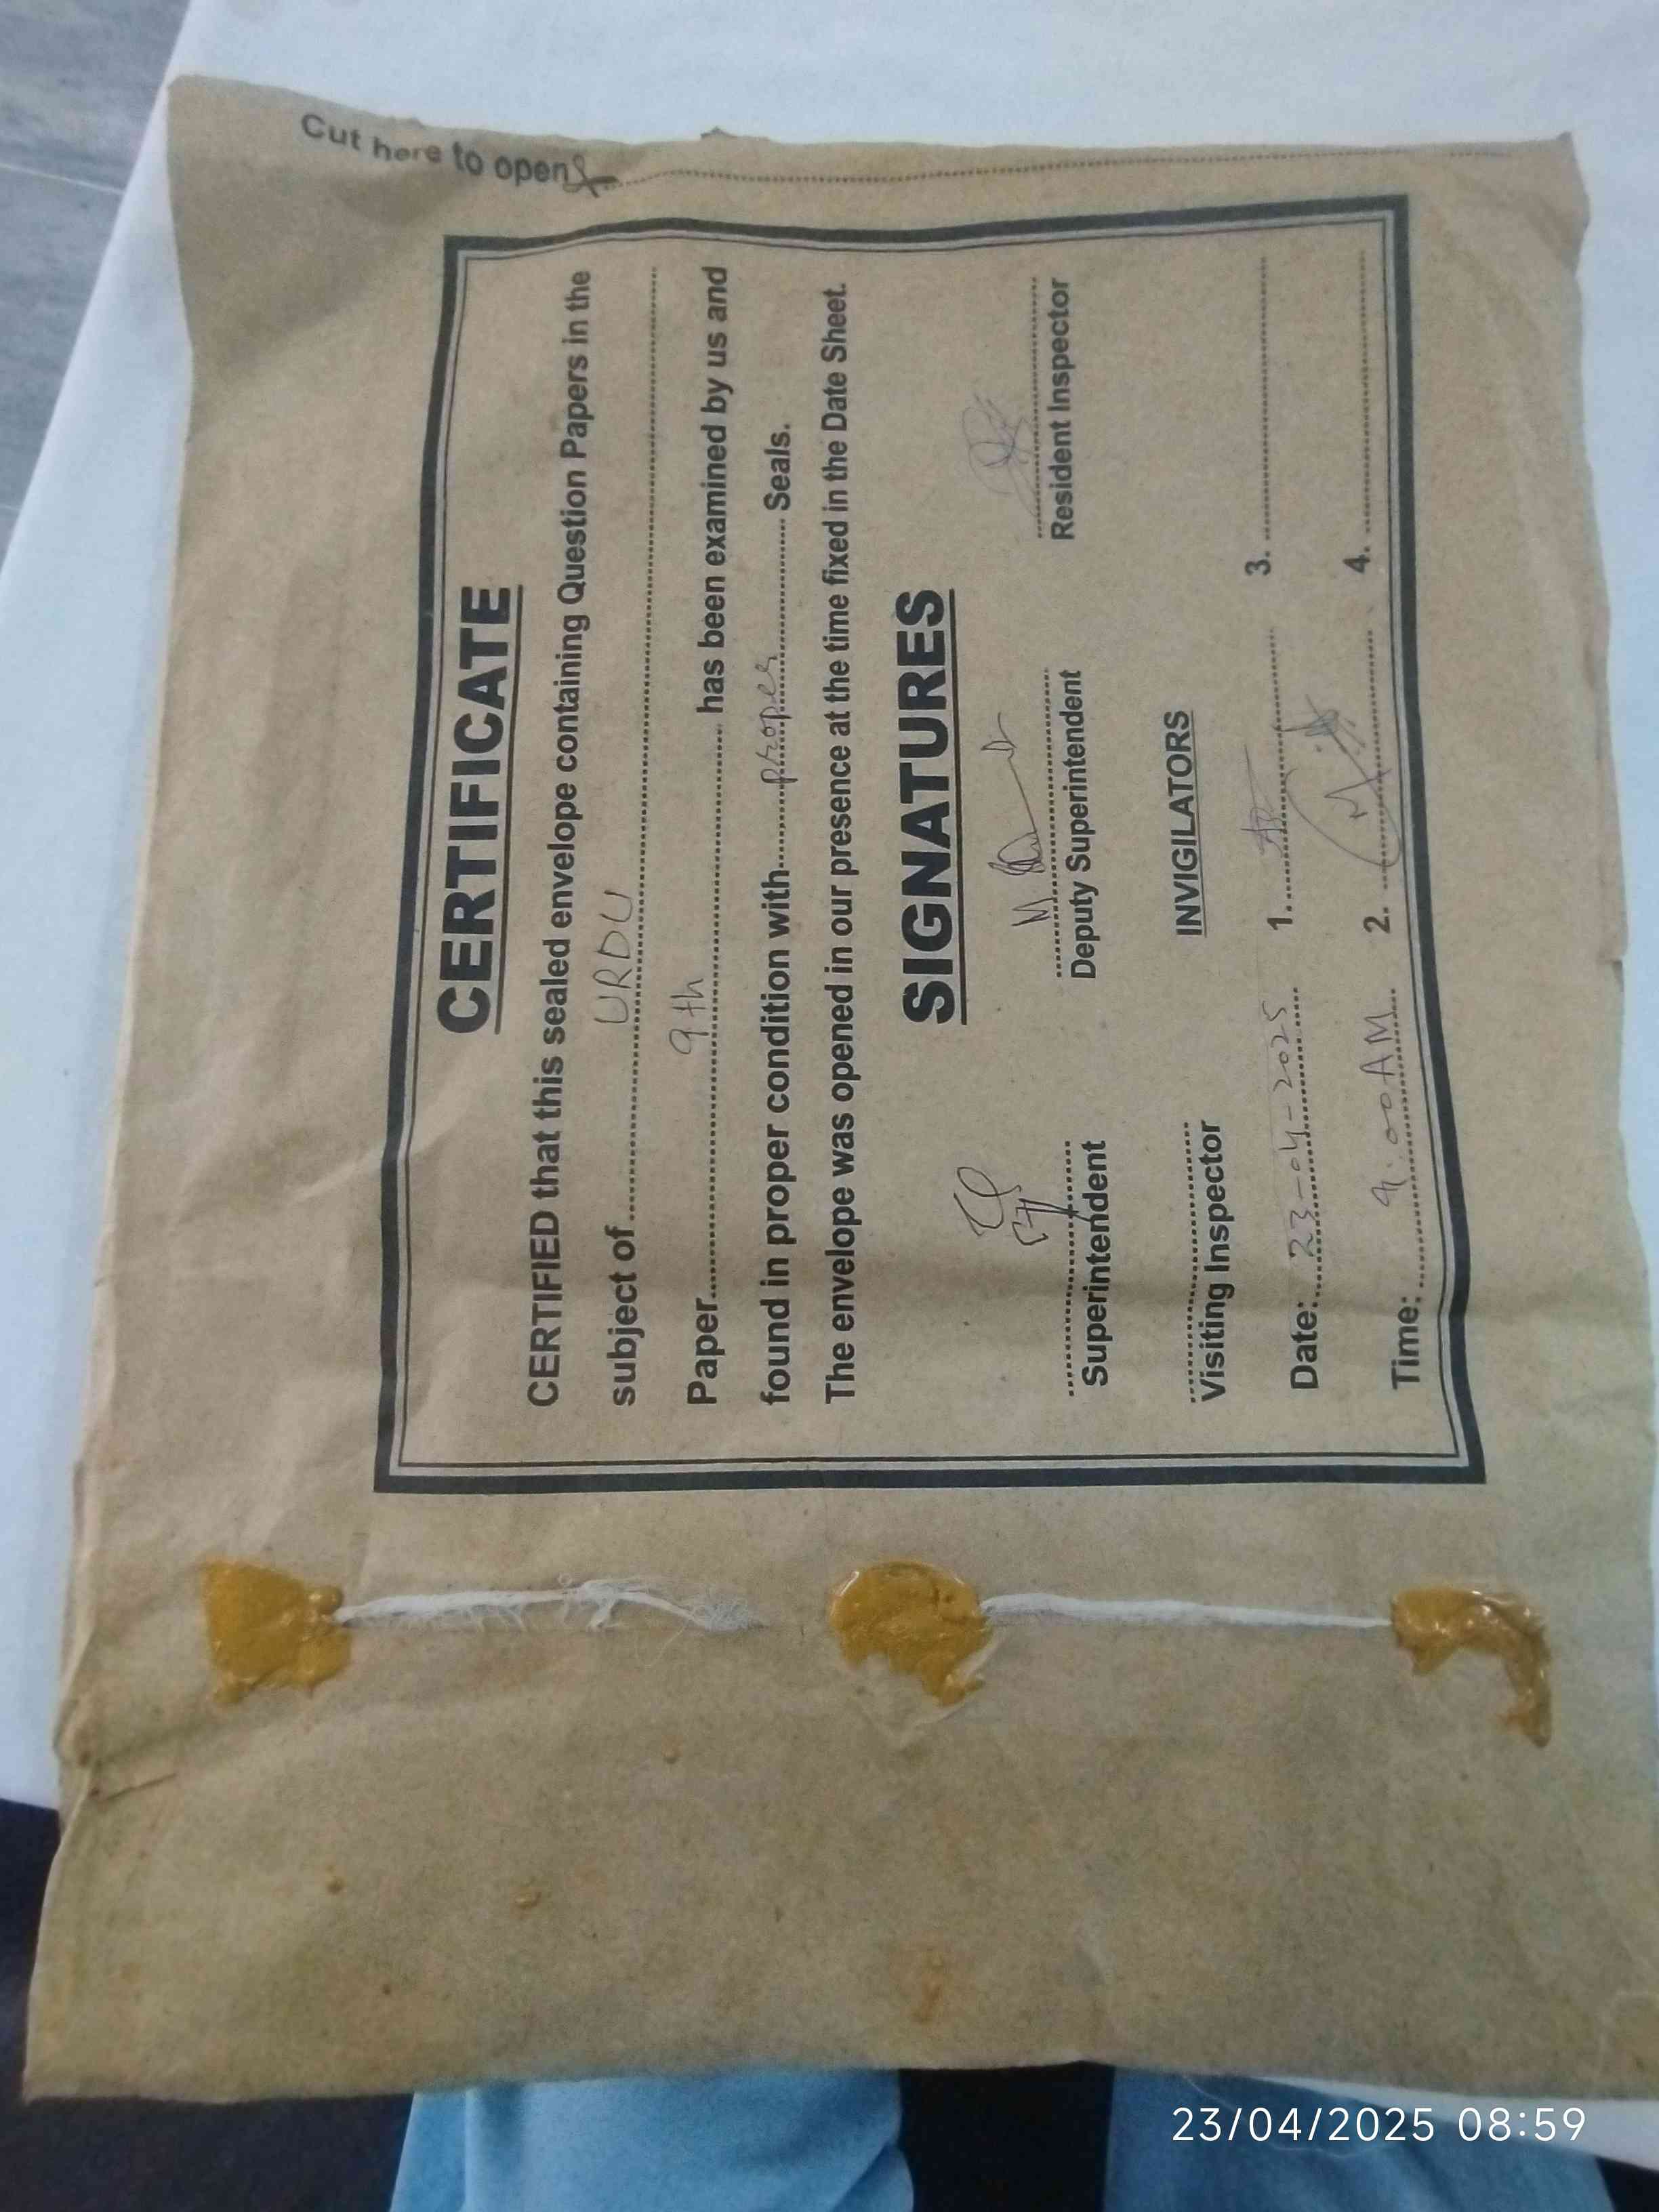 Cut here to open
CERTIFICATE
CERTIFIED that this sealed envelope containing Question Papers in the
subject of URDU
Paper 9th has been examined by us and
found in proper condition with proper Seals.
The envelope was opened in our presence at the time fixed in the Date Sheet.
SIGNATURES
Superintendent Deputy Superintendent Resident Inspector
Visiting Inspector INVIGILATORS
Date: 23-04-2025 1. 3.
Time: 9:00 AM 2. 4.
23/04/2025 08:59